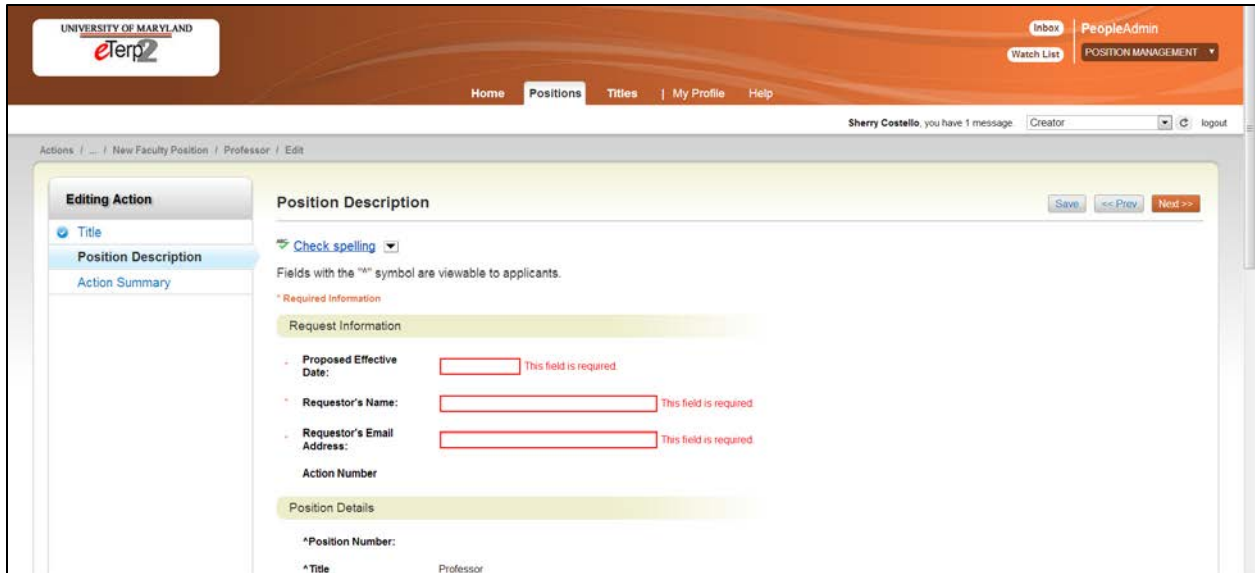 UNIVERSITY OF MARYLAND
eTerp2
Inbox
PeopleAdmin
Watch List
POSITION MANAGEMENT
Home Positions Titles | My Profile Help
Sherry Costello, you have 1 message Creator logout
Actions / ... / New Faculty Position / Professor / Edit
Editing Action
Title
Position Description
Action Summary
Position Description
Save << Prev Next >>
Check spelling
Fields with the "^" symbol are viewable to applicants.
* Required Information
Request Information
* Proposed Effective
Date:
This field is required.
* Requestor's Name:
This field is required.
* Requestor's Email
Address:
This field is required.
Action Number
Position Details
^Position Number:
^Title Professor